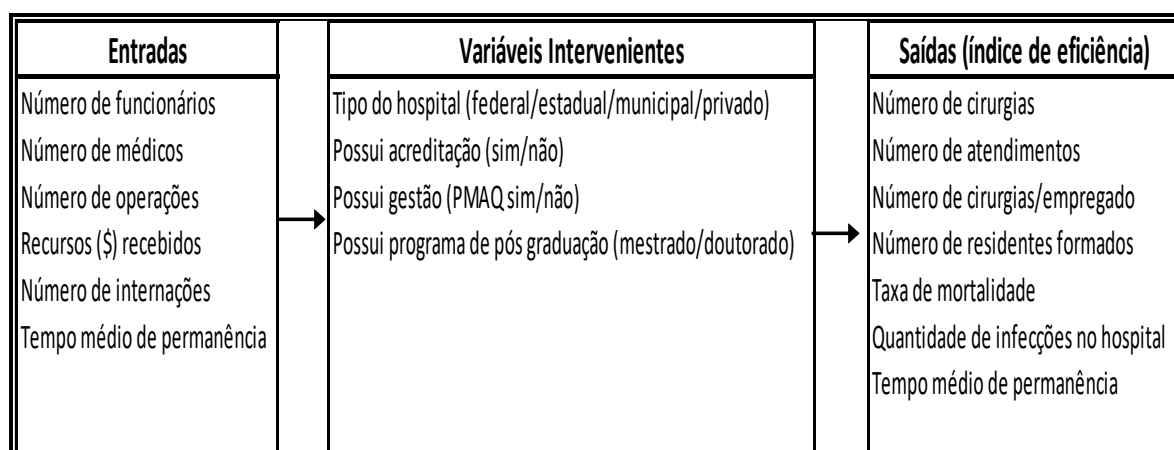 Entradas
Número de funcionários
Número de médicos
Número de operações
Recursos ($) recebidos
Número de internações
Tempo médio de permanência
Variáveis Intervenientes
Tipo do hospital (federal/estadual/municipal/privado)
Possui acreditação (sim/não)
Possui gestão (PMAQ sim/não)
Possui programa de pós graduação (mestrado/doutorado)
Saídas (índice de eficiência)
Número de cirurgias
Número de atendimentos
Número de cirurgias/empregado
Número de residentes formados
Taxa de mortalidade
Quantidade de infecções no hospital
Tempo médio de permanência